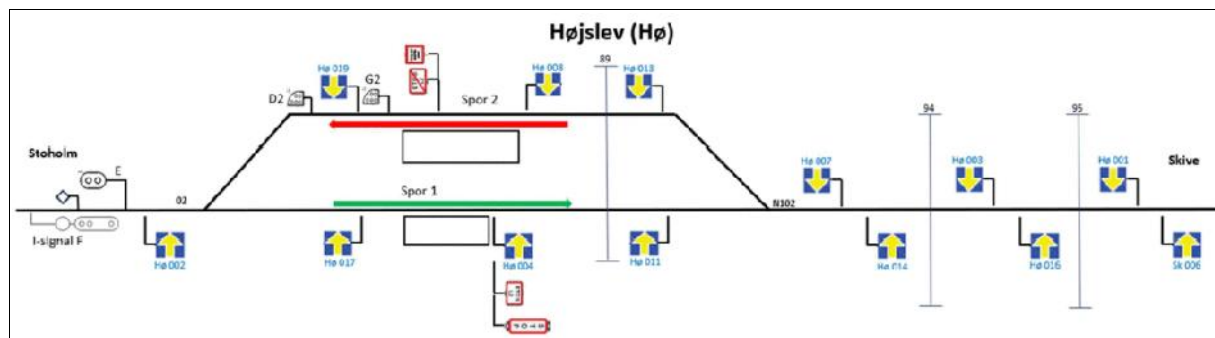 Højslev (Hø)
89
Hø 019
G2
Hø 008
Hø 013
D2
Spor 2
94
95
Stoholm
E
Hø 007
Hø 003
Hø 001
Skive
Spor 1
02
N102
I-signal F
Hø 002
Hø 017
Hø 004
Hø 011
Hø 014
Hø 016
Sk 006
STOP